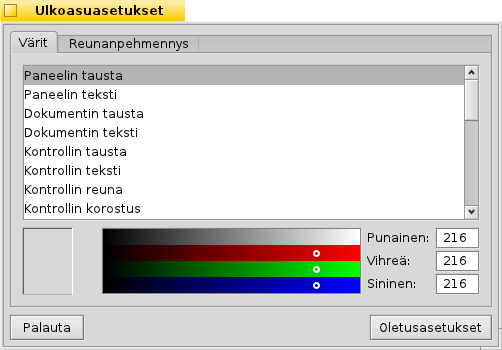 Ulkoasuasetukset
Värit Reunanpehmennys
Paneelin tausta
Paneelin teksti
Dokumentin tausta
Dokumentin teksti
Kontrollin tausta
Kontrollin teksti
Kontrollin reuna
Kontrollin korostus
Punainen: 216
Vihreä: 216
Sininen: 216
Palauta Oletusasetukset